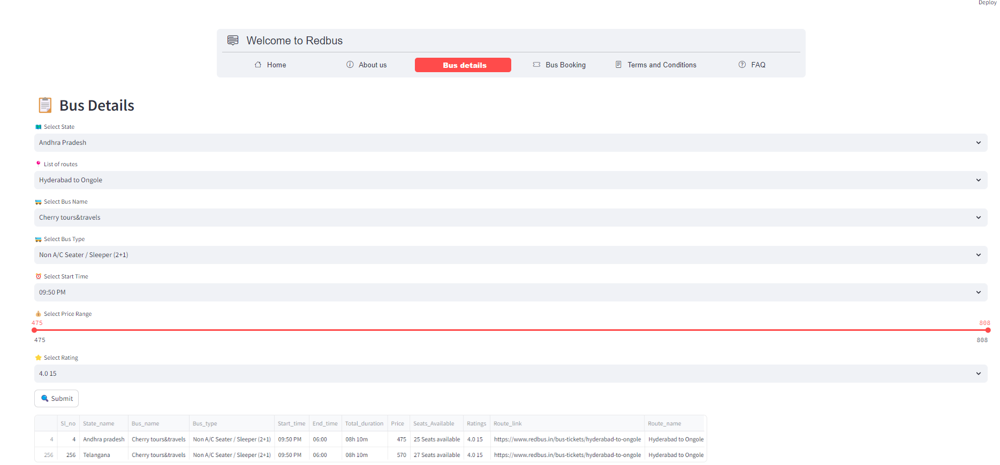 Deploy
Welcome to Redbus
Home About us Bus details Bus Booking Terms and Conditions FAQ
Bus Details
Select State
Andhra Pradesh
List of routes
Hyderabad to Ongole
Select Bus Name
Cherry tours&travels
Select Bus Type
Non A/C Seater / Sleeper (2+1)
Select Start Time
09:50 PM
Select Price Range
475 808
475 808
Select Rating
4.0 15
Submit
Sl_no State_name Bus_name Bus_type Start_time End_time Total_duration Price Seats_Available Ratings Route_link Route_name
4 4 Andhra pradesh Cherry tours&travels Non A/C Seater / Sleeper (2+1) 09:50 PM 06:00 08h 10m 475 25 Seats available 4.0 15 https://www.redbus.in/bus-tickets/hyderabad-to-ongole Hyderabad to Ongole
256 256 Telangana Cherry tours&travels Non A/C Seater / Sleeper (2+1) 09:50 PM 06:00 08h 10m 570 27 Seats available 4.0 15 https://www.redbus.in/bus-tickets/hyderabad-to-ongole Hyderabad to Ongole